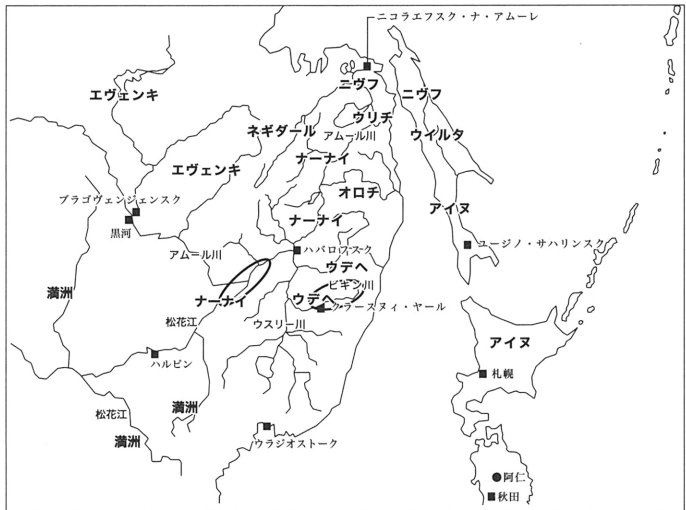 ニコラエフスク・ナ・アムーレ
ニヴフ
エヴェンキ
ニヴフ
ウリチ
ネギダール
アムール川
ウイルタ
ナーナイ
エヴェンキ
オロチ
ブラゴヴェンジェンスク
アイヌ
ナーナイ
黒河
ユージノ・サハリンスク
アムール川
ハバロフスク
ウデヘ
ビキン川
満洲
ナーナイ
ウデヘ
クラースヌィ・ヤール
松花江
ウスリー川
アイヌ
ハルビン
札幌
満洲
松花江
満洲
ウラジオストーク
阿仁
秋田